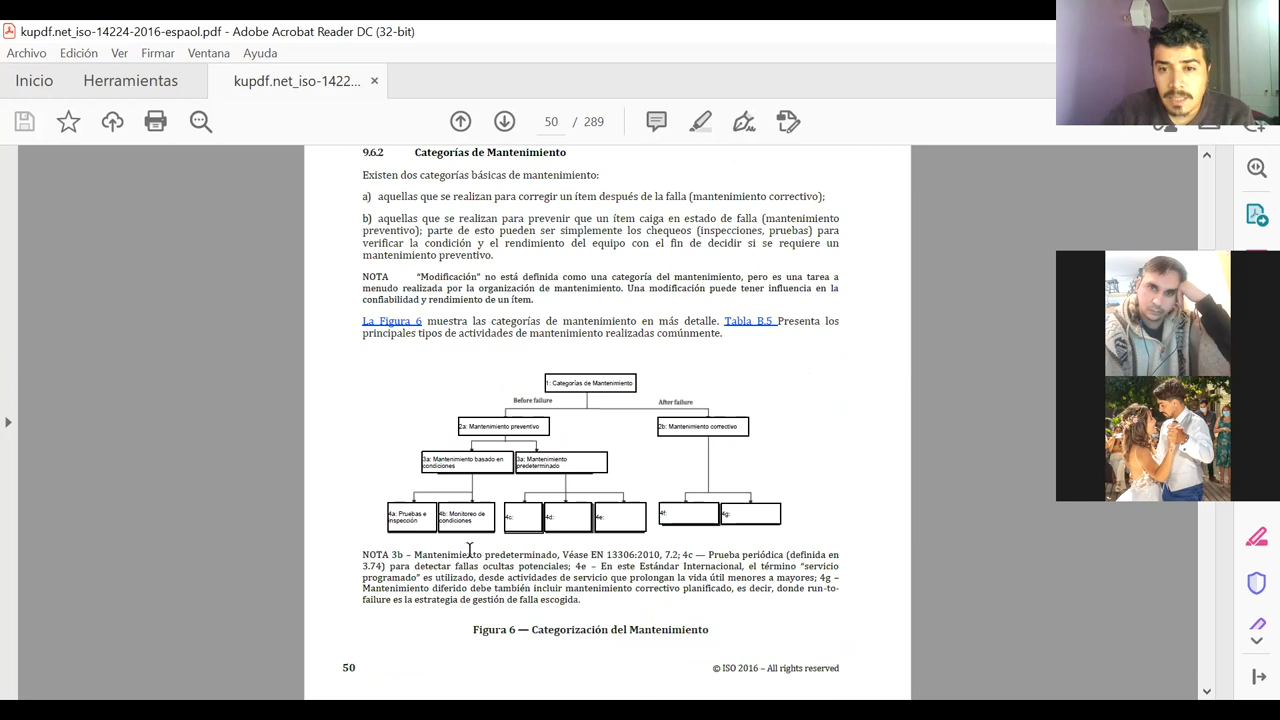 kupdf.net_iso-14224-2016-espaol.pdf - Adobe Acrobat Reader DC (32-bit)
Archivo Edición Ver Firmar Ventana Ayuda
Inicio Herramientas kupdf.net_iso-1422... ×
50 / 289
9.6.2 Categorías de Mantenimiento
Existen dos categorías básicas de mantenimiento:
a) aquellas que se realizan para corregir un ítem después de la falla (mantenimiento correctivo);
b) aquellas que se realizan para prevenir que un ítem caiga en estado de falla (mantenimiento
preventivo); parte de esto pueden ser simplemente los chequeos (inspecciones, pruebas) para
verificar la condición y el rendimiento del equipo con el fin de decidir si se requiere un
mantenimiento preventivo.
NOTA “Modificación” no está definida como una categoría del mantenimiento, pero es una tarea a
menudo realizada por la organización de mantenimiento. Una modificación puede tener influencia en la
confiabilidad y rendimiento de un ítem.
La Figura 6 muestra las categorías de mantenimiento en más detalle. Tabla B.5 Presenta los
principales tipos de actividades de mantenimiento realizadas comúnmente.
1: Categorías de Mantenimiento
Before failure After failure
2a: Mantenimiento preventivo 2b: Mantenimiento correctivo
3a: Mantenimiento basado en
condiciones
3a: Mantenimiento
predeterminado
4a: Pruebas e
inspección
4b: Monitoreo de
condiciones
4c: 4d: 4e: 4f: 4g:
NOTA 3b – Mantenimiento predeterminado, Véase EN 13306:2010, 7.2; 4c — Prueba periódica (definida en
3.74) para detectar fallas ocultas potenciales; 4e – En este Estándar Internacional, el término “servicio
programado” es utilizado, desde actividades de servicio que prolongan la vida útil menores a mayores; 4g –
Mantenimiento diferido debe también incluir mantenimiento correctivo planificado, es decir, donde run-to-
failure es la estrategia de gestión de falla escogida.
Figura 6 — Categorización del Mantenimiento
50 © ISO 2016 – All rights reserved